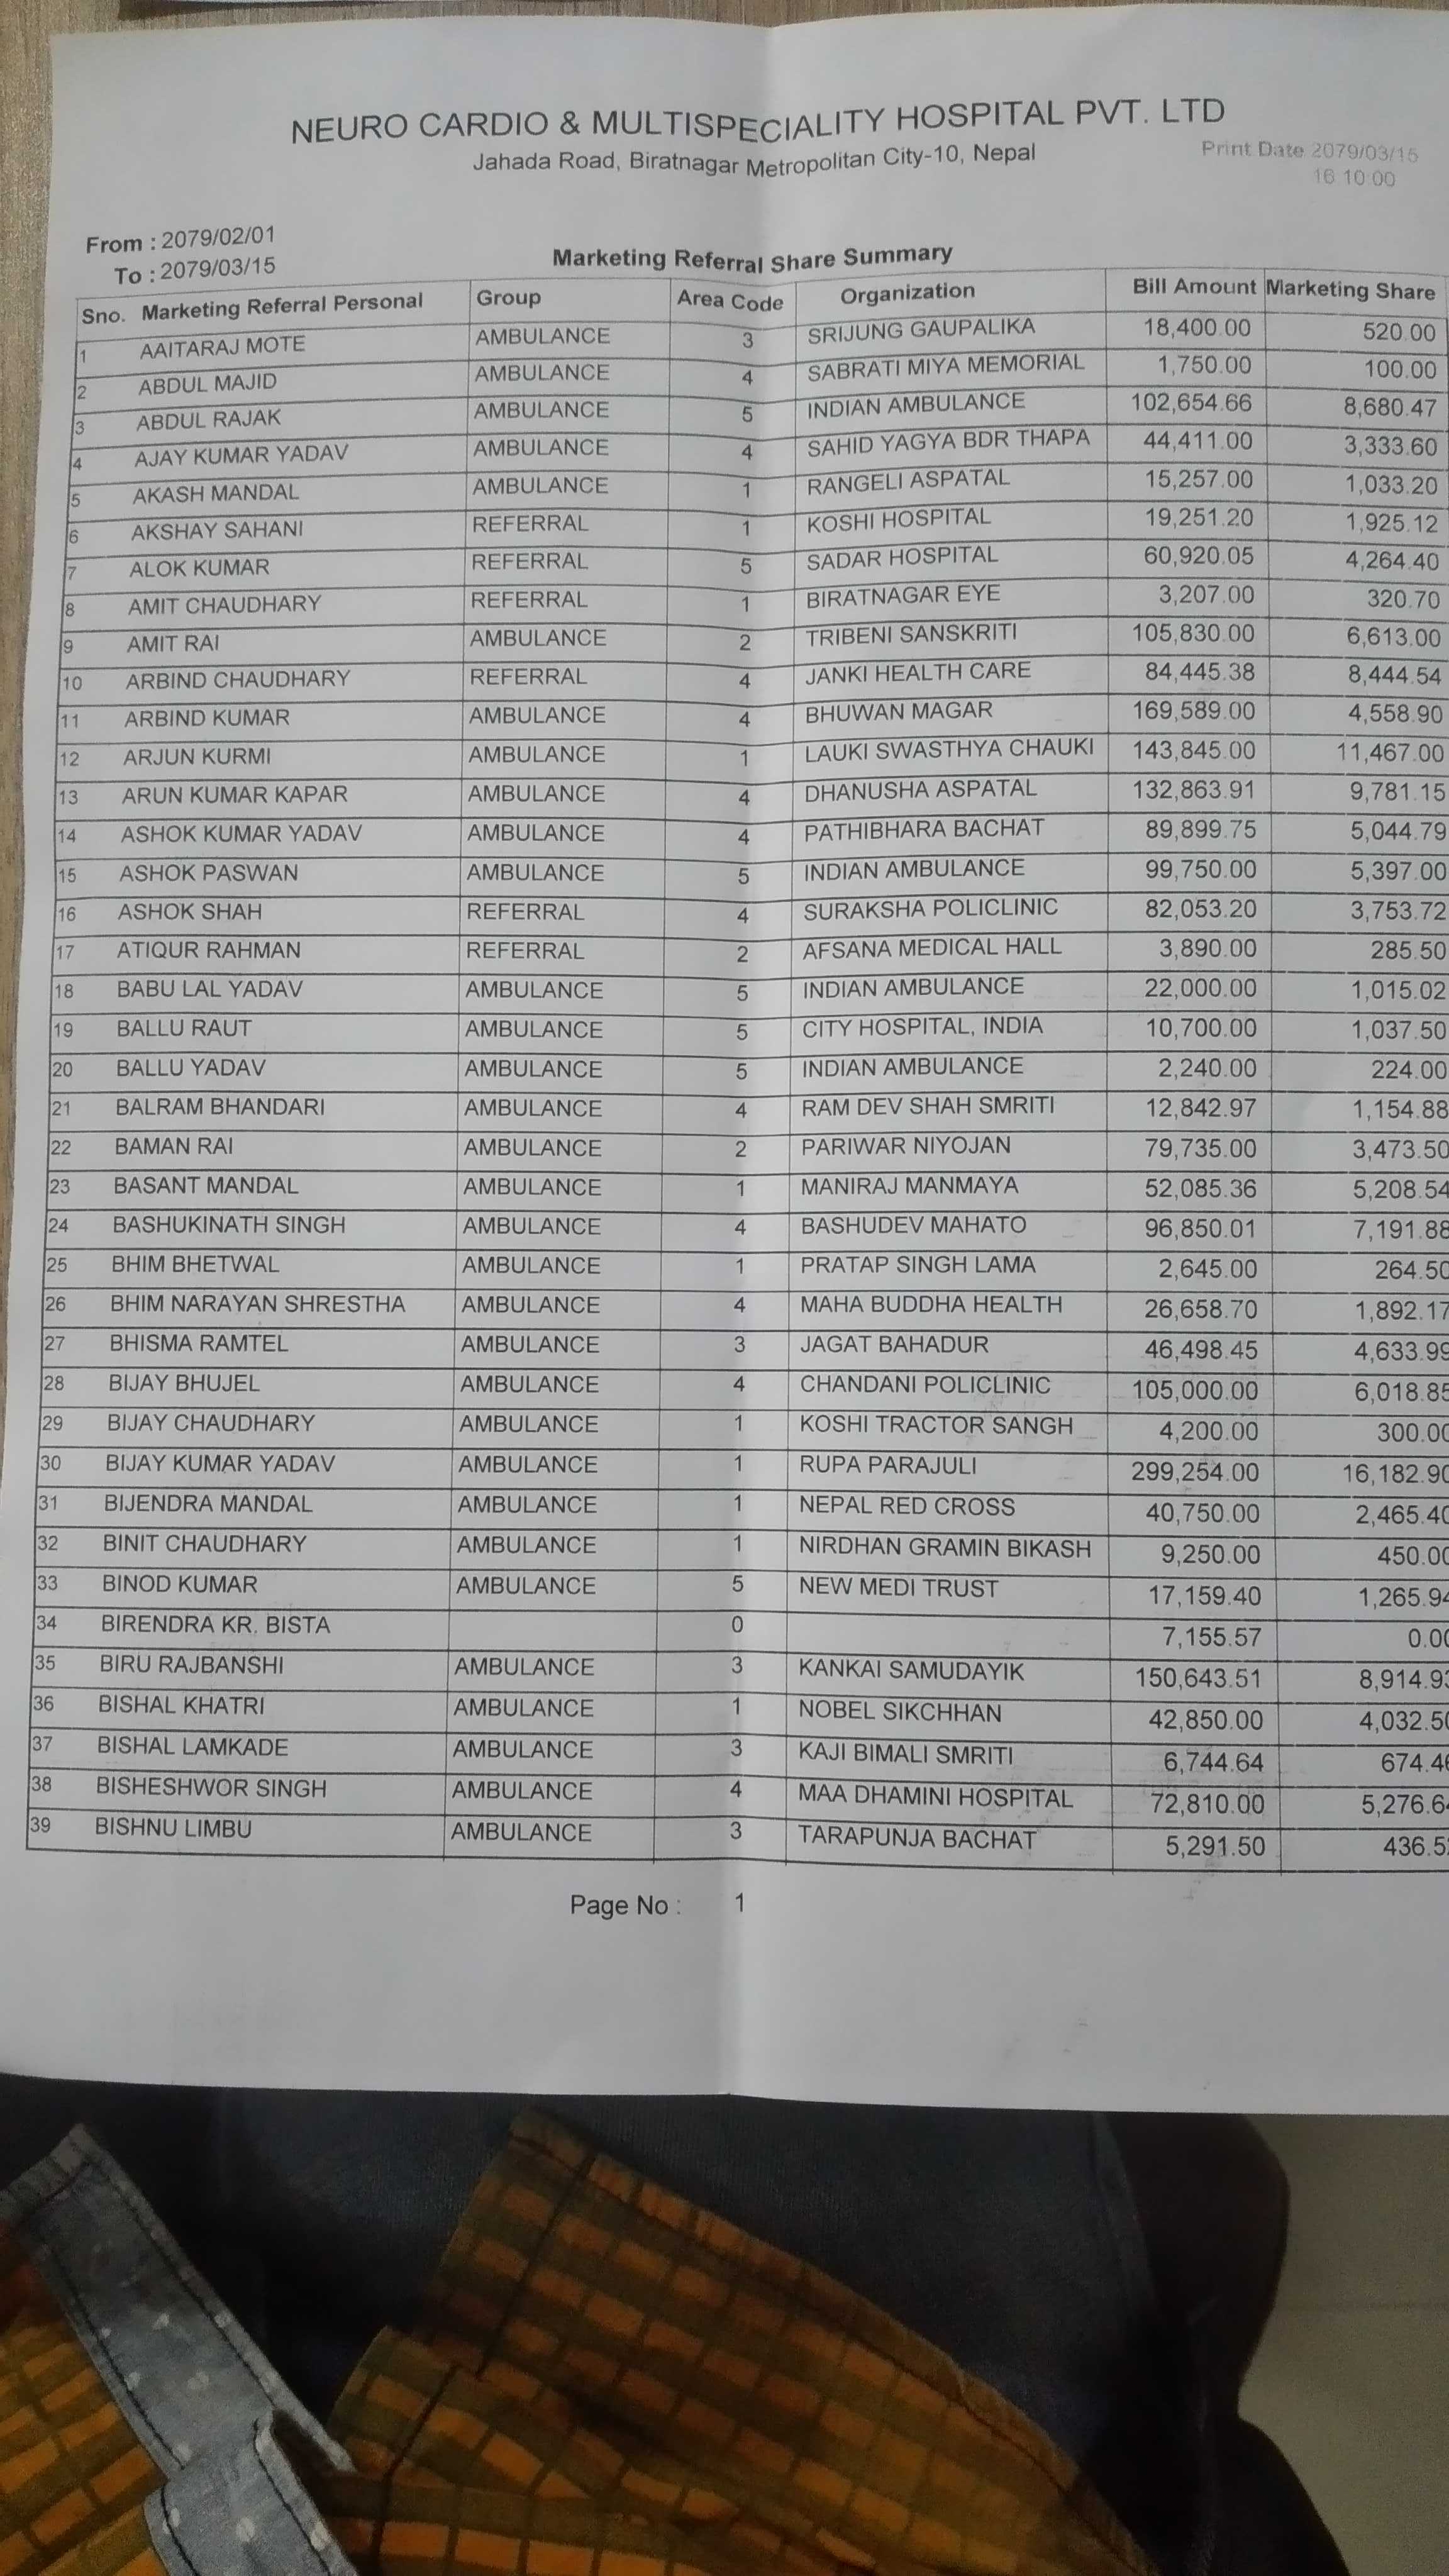 NEURO CARDIO & MULTISPECIALITY HOSPITAL PVT. LTD
Jahada Road, Biratnagar Metropolitan City-10, Nepal
Print Date 2079/03/15
16 10:00
From : 2079/02/01
To : 2079/03/15
Marketing Referral Share Summary
Sno. Marketing Referral Personal Group Area Code Organization Bill Amount Marketing Share
1 AAITARAJ MOTE AMBULANCE 3 SRIJUNG GAUPALIKA 18,400.00 520.00
2 ABDUL MAJID AMBULANCE 4 SABRATI MIYA MEMORIAL 1,750.00 100.00
3 ABDUL RAJAK AMBULANCE 5 INDIAN AMBULANCE 102,654.66 8,680.47
4 AJAY KUMAR YADAV AMBULANCE 4 SAHID YAGYA BDR THAPA 44,411.00 3,333.60
5 AKASH MANDAL AMBULANCE 1 RANGELI ASPATAL 15,257.00 1,033.20
6 AKSHAY SAHANI REFERRAL 1 KOSHI HOSPITAL 19,251.20 1,925.12
7 ALOK KUMAR REFERRAL 5 SADAR HOSPITAL 60,920.05 4,264.40
8 AMIT CHAUDHARY REFERRAL 1 BIRATNAGAR EYE 3,207.00 320.70
9 AMIT RAI AMBULANCE 2 TRIBENI SANSKRITI 105,830.00 6,613.00
10 ARBIND CHAUDHARY REFERRAL 4 JANKI HEALTH CARE 84,445.38 8,444.54
11 ARBIND KUMAR AMBULANCE 4 BHUWAN MAGAR 169,589.00 4,558.90
12 ARJUN KURMI AMBULANCE 1 LAUKI SWASTHYA CHAUKI 143,845.00 11,467.00
13 ARUN KUMAR KAPAR AMBULANCE 4 DHANUSHA ASPATAL 132,863.91 9,781.15
14 ASHOK KUMAR YADAV AMBULANCE 4 PATHIBHARA BACHAT 89,899.75 5,044.79
15 ASHOK PASWAN AMBULANCE 5 INDIAN AMBULANCE 99,750.00 5,397.00
16 ASHOK SHAH REFERRAL 4 SURAKSHA POLICLINIC 82,053.20 3,753.72
17 ATIQUR RAHMAN REFERRAL 2 AFSANA MEDICAL HALL 3,890.00 285.50
18 BABU LAL YADAV AMBULANCE 5 INDIAN AMBULANCE 22,000.00 1,015.02
19 BALLU RAUT AMBULANCE 5 CITY HOSPITAL, INDIA 10,700.00 1,037.50
20 BALLU YADAV AMBULANCE 5 INDIAN AMBULANCE 2,240.00 224.00
21 BALRAM BHANDARI AMBULANCE 4 RAM DEV SHAH SMRITI 12,842.97 1,154.88
22 BAMAN RAI AMBULANCE 2 PARIWAR NIYOJAN 79,735.00 3,473.50
23 BASANT MANDAL AMBULANCE 1 MANIRAJ MANMAYA 52,085.36 5,208.54
24 BASHUKINATH SINGH AMBULANCE 4 BASHUDEV MAHATO 96,850.01 7,191.88
25 BHIM BHETWAL AMBULANCE 1 PRATAP SINGH LAMA 2,645.00 264.50
26 BHIM NARAYAN SHRESTHA AMBULANCE 4 MAHA BUDDHA HEALTH 26,658.70 1,892.17
27 BHISMA RAMTEL AMBULANCE 3 JAGAT BAHADUR 46,498.45 4,633.99
28 BIJAY BHUJEL AMBULANCE 4 CHANDANI POLICLINIC 105,000.00 6,018.85
29 BIJAY CHAUDHARY AMBULANCE 1 KOSHI TRACTOR SANGH 4,200.00 300.00
30 BIJAY KUMAR YADAV AMBULANCE 1 RUPA PARAJULI 299,254.00 16,182.90
31 BIJENDRA MANDAL AMBULANCE 1 NEPAL RED CROSS 40,750.00 2,465.40
32 BINIT CHAUDHARY AMBULANCE 1 NIRDHAN GRAMIN BIKASH 9,250.00 450.00
33 BINOD KUMAR AMBULANCE 5 NEW MEDI TRUST 17,159.40 1,265.94
34 BIRENDRA KR. BISTA 0 7,155.57 0.00
35 BIRU RAJBANSHI AMBULANCE 3 KANKAI SAMUDAYIK 150,643.51 8,914.93
36 BISHAL KHATRI AMBULANCE 1 NOBEL SIKCHHAN 42,850.00 4,032.50
37 BISHAL LAMKADE AMBULANCE 3 KAJI BIMALI SMRITI 6,744.64 674.46
38 BISHESHWOR SINGH AMBULANCE 4 MAA DHAMINI HOSPITAL 72,810.00 5,276.64
39 BISHNU LIMBU AMBULANCE 3 TARAPUNJA BACHAT 5,291.50 436.5
Page No : 1